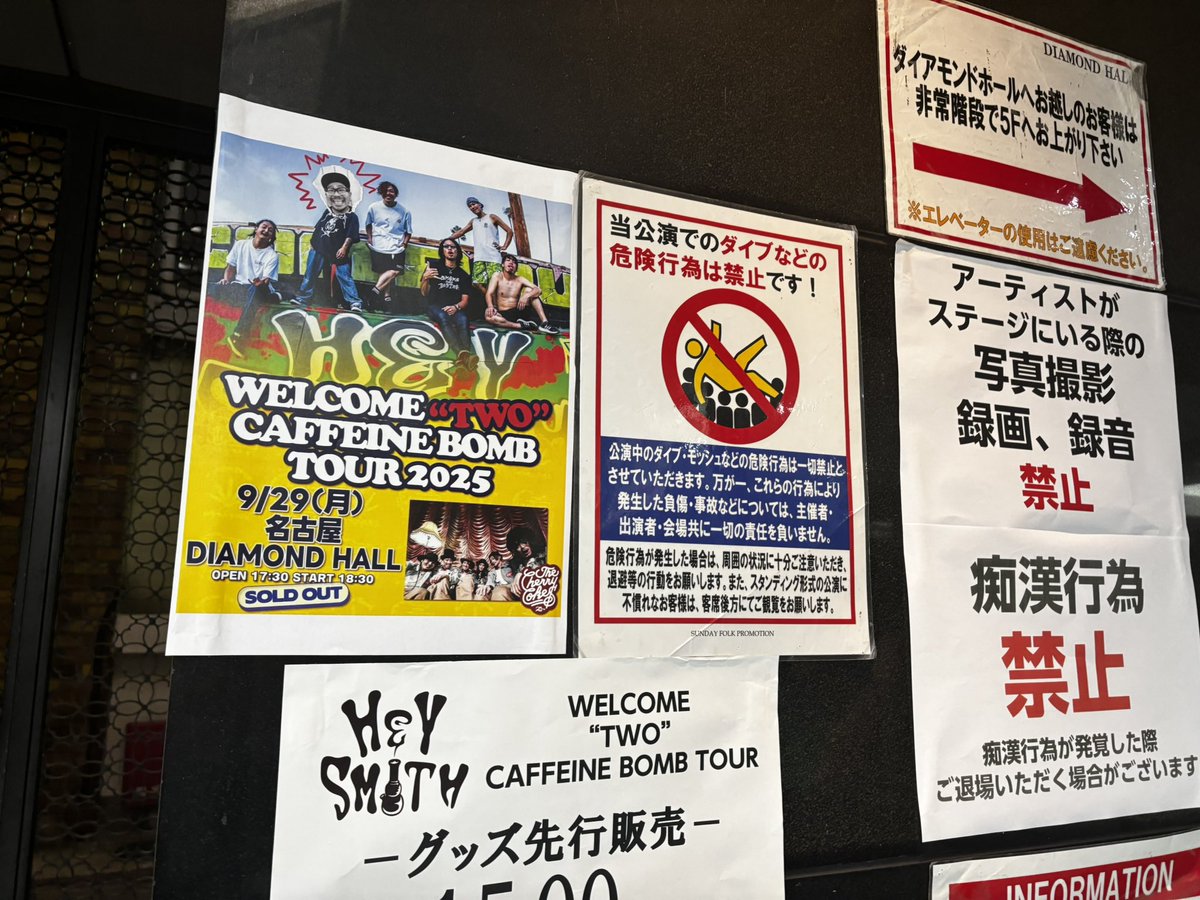 HEY
WELCOME "TWO"
CAFFEINE BOMB
TOUR 2025
9/29(月)
名古屋
DIAMOND HALL
OPEN 17:30 START 18:30
SOLD OUT
The
Cherry
Cokes
当公演でのダイブなどの
危険行為は禁止です！
公演中のダイブ・モッシュなどの危険行為は一切禁止と
させていただきます。万が一、これらの行為により
発生した負傷・事故などについては、主催者・
出演者・会場共に一切の責任を負いません。
危険行為が発生した場合は、周囲の状況に十分ご注意いただき、
退避等の行動をお願いします。また、スタンディング形式の公演に
不慣れなお客様は、客席後方にてご観覧をお願いします。
SUNDAY FOLK PROMOTION
DIAMOND HALL
ダイアモンドホールへお越しのお客様は
非常階段で5Fへお上がり下さい
※エレベーターの使用はご遠慮ください。
アーティストが
ステージにいる際の
写真撮影
録画、録音
禁止
痴漢行為
禁止
痴漢行為が発覚した際
ご退場いただく場合がございます
HEY
SMITH
WELCOME
"TWO"
CAFFEINE BOMB TOUR
－グッズ先行販売－
15:00
INFORMATION